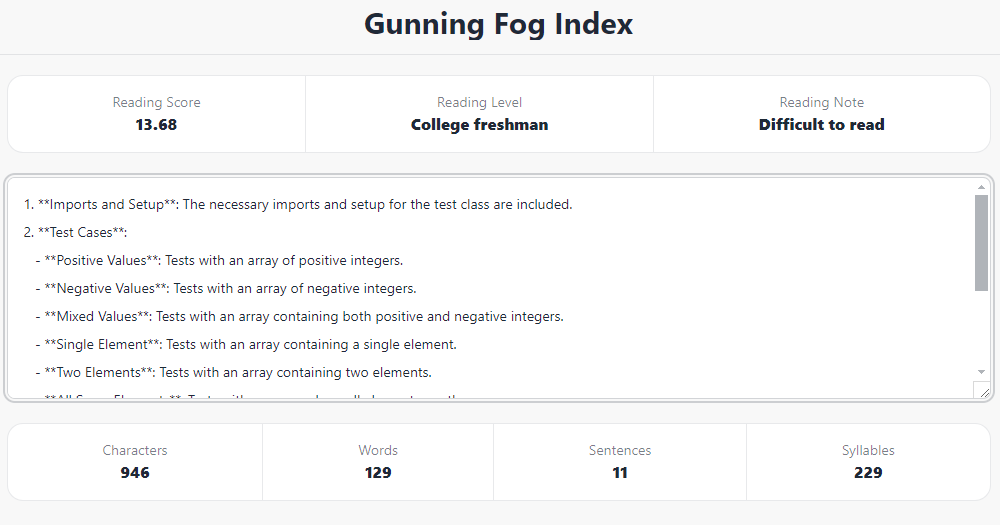 Gunning Fog Index
Reading Score
13.68
Reading Level
College freshman
Reading Note
Difficult to read
1. **Imports and Setup**: The necessary imports and setup for the test class are included.
2. **Test Cases**:
- **Positive Values**: Tests with an array of positive integers.
- **Negative Values**: Tests with an array of negative integers.
- **Mixed Values**: Tests with an array containing both positive and negative integers.
- **Single Element**: Tests with an array containing a single element.
- **Two Elements**: Tests with an array containing two elements.
Characters
946
Words
129
Sentences
11
Syllables
229